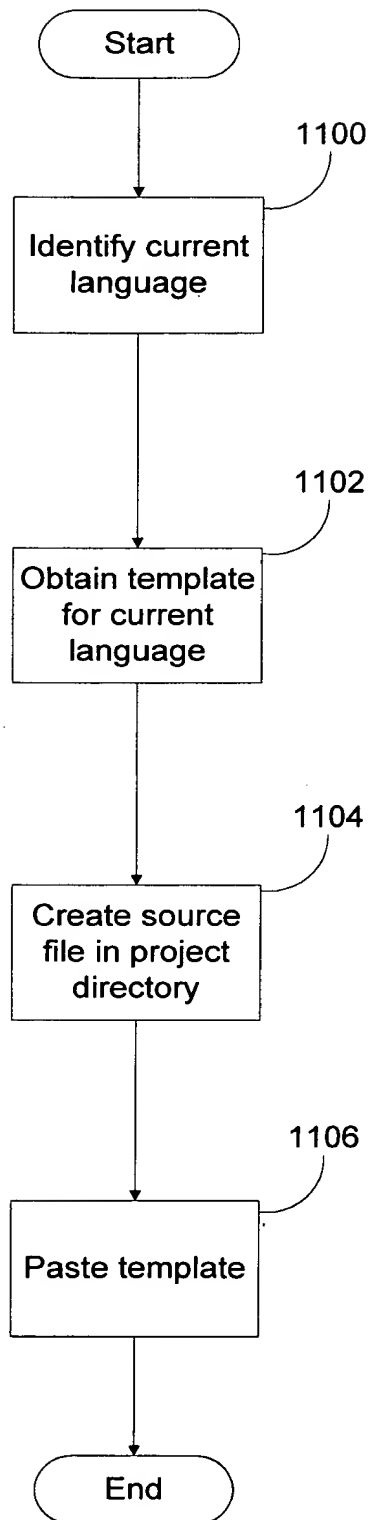 Start
1100
Identify current
language
1102
Obtain template
for current
language
1104
Create source
file in project
directory
1106
Paste template
End